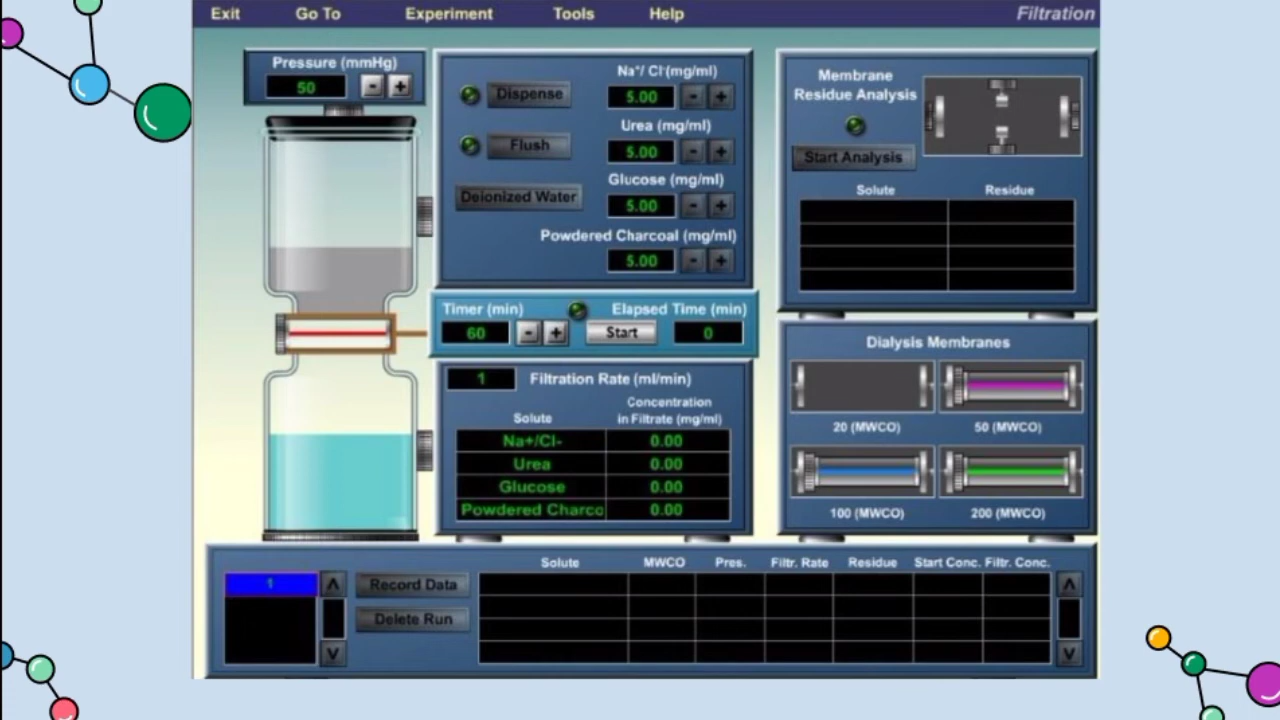 Exit Go To Experiment Tools Help Filtration
Pressure (mmHg)
50 - +
Na+/ Cl-(mg/ml)
Dispense 5.00 - +
Urea (mg/ml)
Flush 5.00 - +
Glucose (mg/ml)
Deionized Water 5.00 - +
Powdered Charcoal (mg/ml)
5.00 - +
Timer (min) Elapsed Time (min)
60 - + Start 0
1 Filtration Rate (ml/min)
Solute Concentration in Filtrate (mg/ml)
Na+/Cl- 0.00
Urea 0.00
Glucose 0.00
Powdered Charco 0.00
Membrane
Residue Analysis
Start Analysis
Solute Residue
Dialysis Membranes
20 (MWCO) 50 (MWCO)
100 (MWCO) 200 (MWCO)
Solute MWCO Pres. Filtr. Rate Residue Start Conc. Filtr. Conc.
1 Λ Record Data Λ
Delete Run
V V